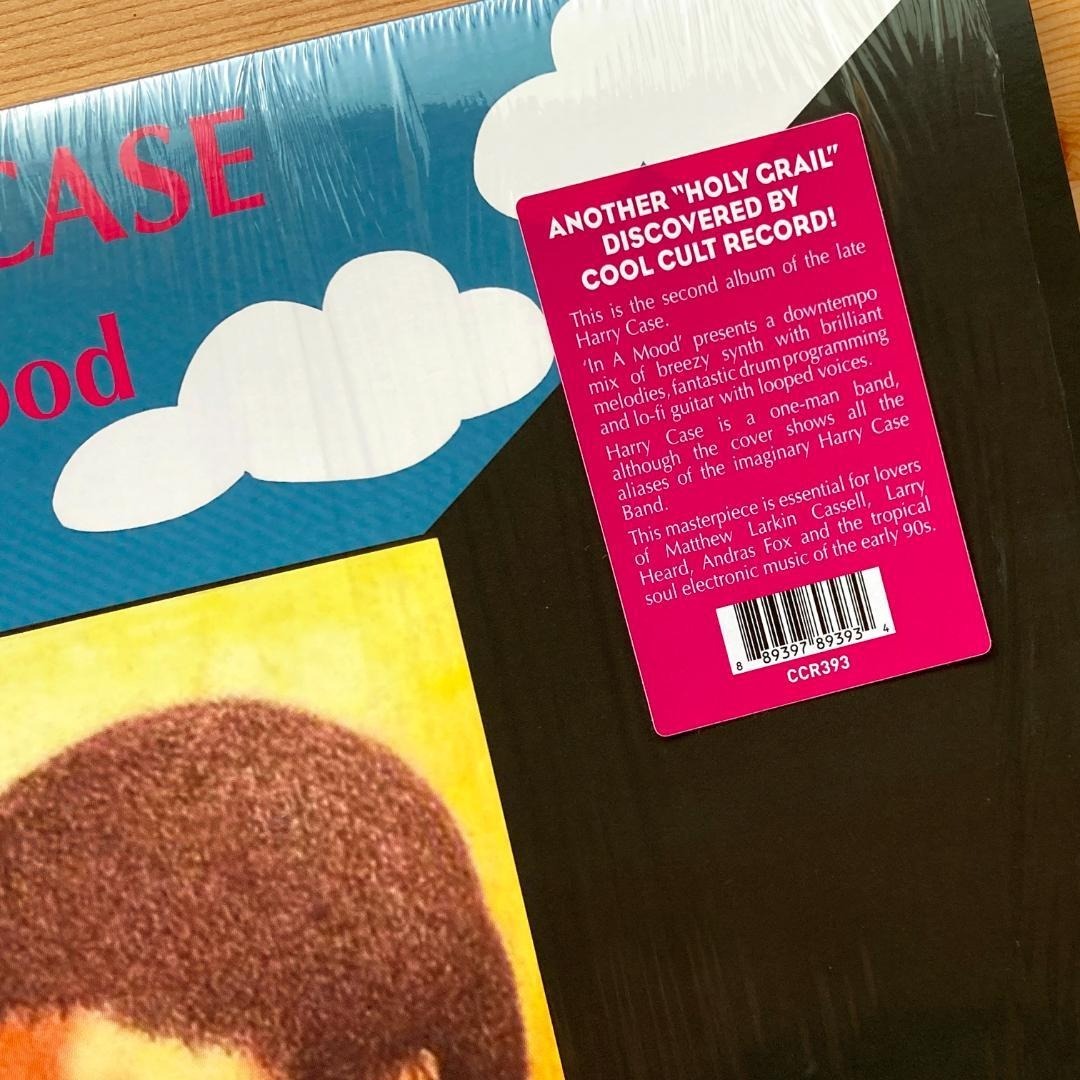 CASE
ood
ANOTHER "HOLY GRAIL"
DISCOVERED BY
COOL CULT RECORD!
This is the second album of the late
Harry Case.
'In A Mood' presents a downtempo
mix of breezy synth with brilliant
melodies, fantastic drum programming
and lo-fi guitar with looped voices.
Harry Case is a one-man band,
although the cover shows all the
aliases of the imaginary Harry Case
Band.
This masterpiece is essential for lovers
of Matthew Larkin Cassell, Larry
Heard, Andras Fox and the tropical
soul electronic music of the early 90s.
8 89397 89393 4
CCR393